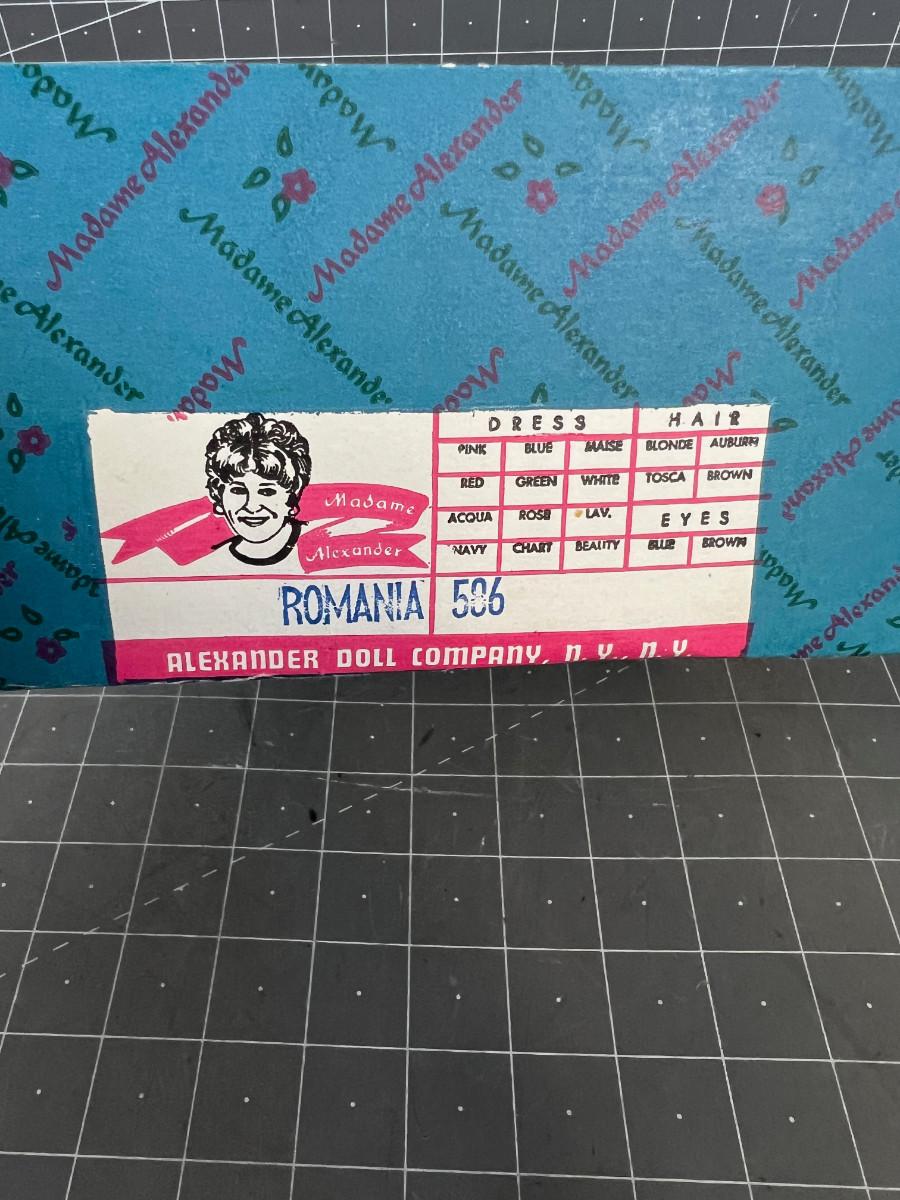 Madame Alexander
Madame Alexander
Madame Alexander
Madame Alexander
Madame Alexander
Madame Alexander
Madame
Alexander
DRESS HAIR
PINK BLUE MAISE BLONDE AUBURN
RED GREEN WHITE TOSCA BROWN
ACQUA ROSE LAV. EYES
NAVY CHART BEAUTY BLUE BROWN
ROMANIA 586
ALEXANDER DOLL COMPANY, N.Y., N.Y.